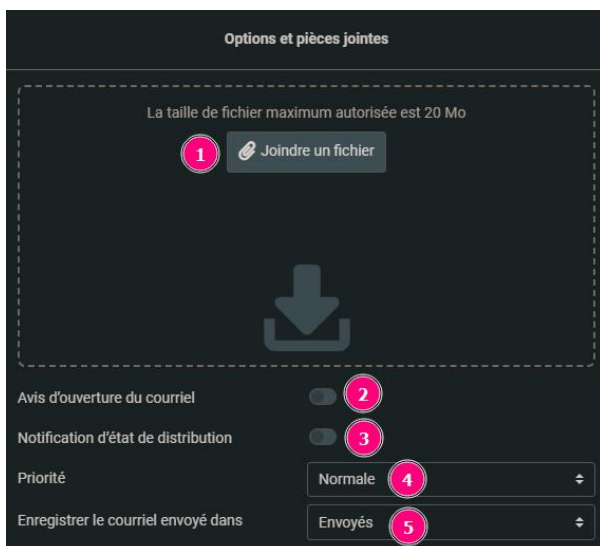 Options et pièces jointes
La taille de fichier maximum autorisée est 20 Mo
1 Joindre un fichier
Avis d'ouverture du courriel 2
Notification d'état de distribution 3
Priorité Normale 4
Enregistrer le courriel envoyé dans Envoyés 5